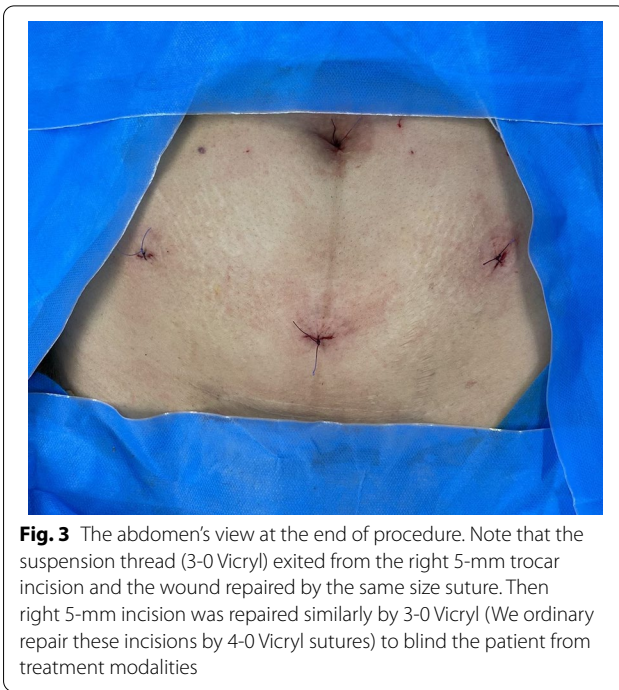 Fig. 3 The abdomen's view at the end of procedure. Note that the
suspension thread (3-0 Vicryl) exited from the right 5-mm trocar
incision and the wound repaired by the same size suture. Then
right 5-mm incision was repaired similarly by 3-0 Vicryl (We ordinary
repair these incisions by 4-0 Vicryl sutures) to blind the patient from
treatment modalities